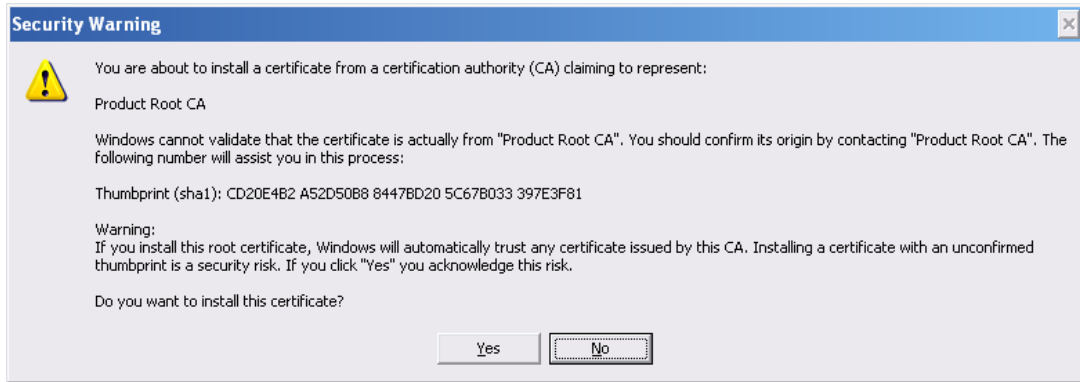 Security Warning
You are about to install a certificate from a certification authority (CA) claiming to represent:
Product Root CA
Windows cannot validate that the certificate is actually from "Product Root CA". You should confirm its origin by contacting "Product Root CA". The
following number will assist you in this process:
Thumbprint (sha1): CD20E4B2 A52D50B8 8447BD20 5C67B033 397E3F81
Warning:
If you install this root certificate, Windows will automatically trust any certificate issued by this CA. Installing a certificate with an unconfirmed
thumbprint is a security risk. If you click "Yes" you acknowledge this risk.
Do you want to install this certificate?
Yes No